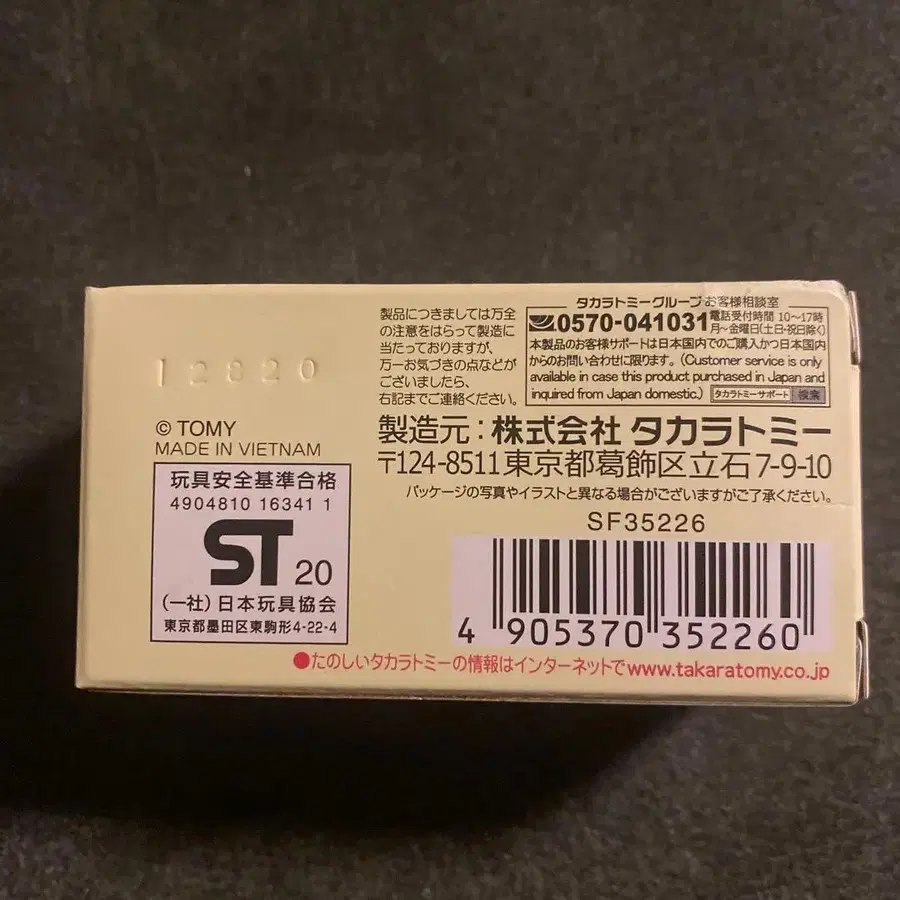 12820
© TOMY
MADE IN VIETNAM
玩具安全基準合格
4904810 16341 1
ST 20
(一社)日本玩具協会
東京都墨田区東駒形4-22-4
製品につきましては万全
の注意をはらって製造に
当たっておりますが、
万一お気づきの点などが
ございましたら、
右記までご連絡ください。
タカラトミーグループ お客様相談室
0570-041031 電話受付時間 10〜17時
月〜金曜日(土日・祝日除く)
本製品のお客様サポートは日本国内でのご購入かつ日本国内
からのお問い合わせに限ります。(Customer service is only
available in case this product purchased in Japan and
inquired from Japan domestic.) タカラトミーサポート 検索
製造元:株式会社 タカラトミー
〒124-8511東京都葛飾区立石7-9-10
パッケージの写真やイラストと異なる場合がございますがご了承ください。
SF35226
4 905370 352260
●たのしいタカラトミーの情報はインターネットでwww.takaratomy.co.jp